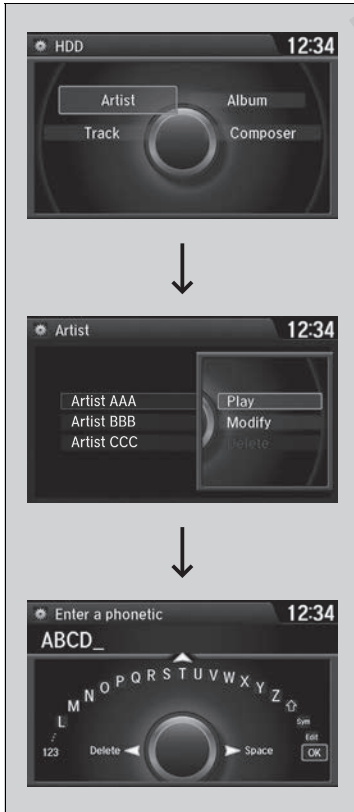 HDD 12:34
Artist Album
Track Composer
Artist 12:34
Artist AAA Play
Artist BBB Modify
Artist CCC Delete
Enter a phonetic 12:34
ABCD_
L M N O P Q R S T U V W X Y Z
Sym
Edit
123 Delete Space OK